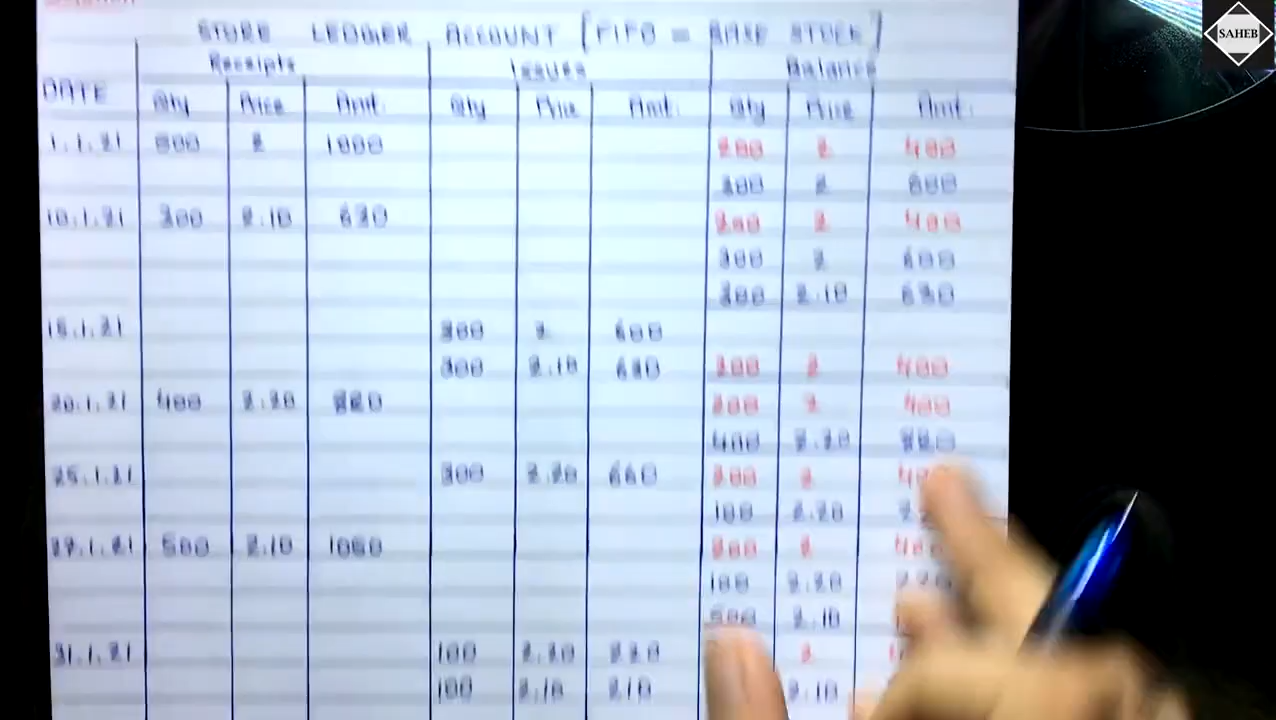 SAHEB
STORE LEDGER ACCOUNT [FIFO = BASE STOCK]
Receipts Issues Balance
DATE Qty Price Amt. Qty Price Amt. Qty Price Amt.
1.1.21 500 2 1000 200 2 400
300 2 600
10.1.21 300 2.10 630 200 2 400
300 2 600
300 2.10 630
15.1.21 300 2 600
300 2.10 630 200 2 400
20.1.21 400 2.20 880 200 2 400
400 2.20 880
25.1.21 300 2.20 660 200 2
100 2.20
27.1.21 500 2.10 1050 200 2 400
100 2.20 220
500 2.10
31.1.21 100 2.20 220 2
100 2.10 210 2.10